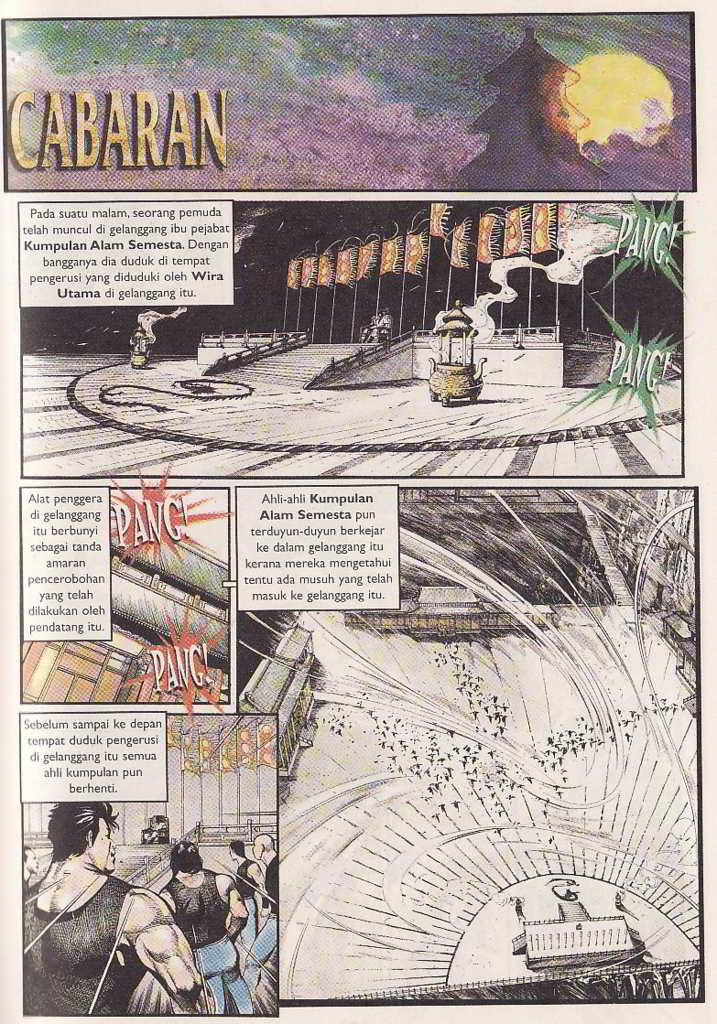 CABARAN
Pada suatu malam, seorang pemuda
telah muncul di gelanggang ibu pejabat
Kumpulan Alam Semesta. Dengan
bangganya dia duduk di tempat
pengerusi yang diduduki oleh Wira
Utama di gelanggang itu.
PANG!
PANG!
Alat penggera
di gelanggang
itu berbunyi
sebagai tanda
amaran
pencerobohan
yang telah
dilakukan oleh
pendatang itu.
PANG!
PANG!
Ahli-ahli Kumpulan
Alam Semesta pun
terduyun-duyun berkejar
ke dalam gelanggang itu
kerana mereka mengetahui
tentu ada musuh yang telah
masuk ke gelanggang itu.
Sebelum sampai ke depan
tempat duduk pengerusi
di gelanggang itu semua
ahli kumpulan pun
berhenti.